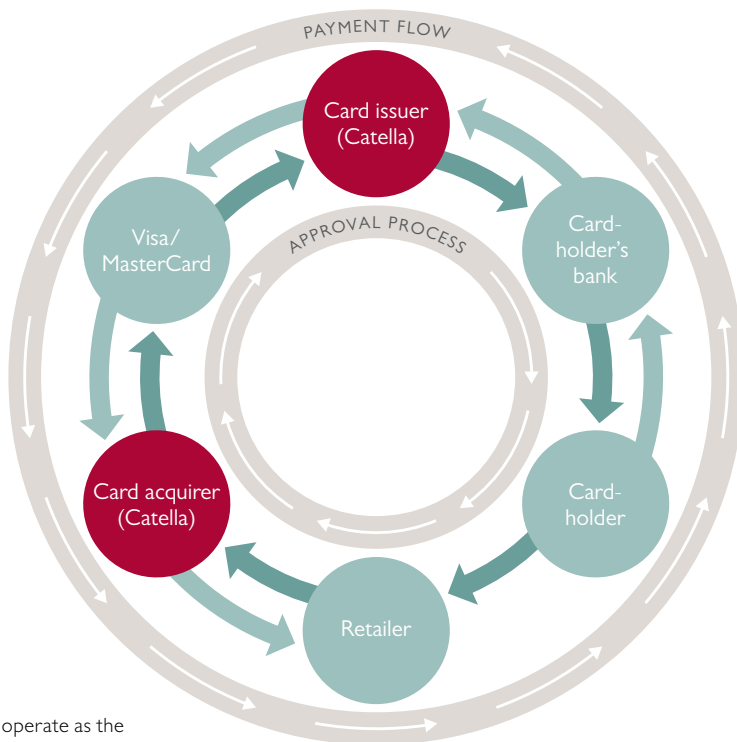 PAYMENT FLOW
Card issuer
(Catella)
APPROVAL PROCESS
Visa/
MasterCard
Card-
holder's
bank
Card acquirer
(Catella)
Card-
holder
Retailer
operate as the